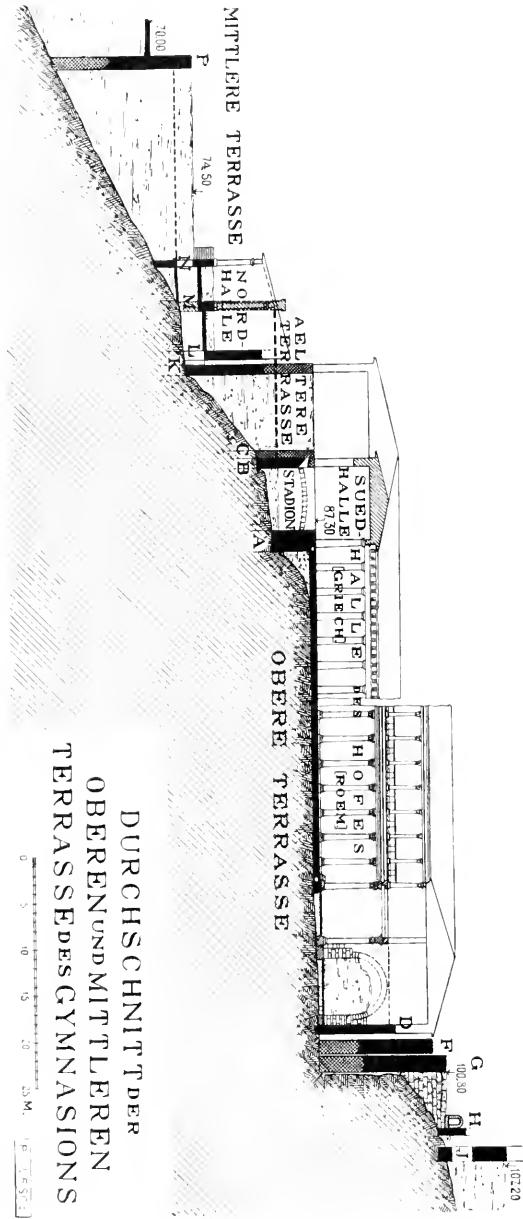 MITTLERE TERRASSE
70.00
P
74.50
N
M
NORD-
HALLE
L
K
AELTERE
TERRASSE
C B
STADION
A
SUED-
HALLE
87.30
HALLE DES HOFES
[GRIECH]
[ROEM]
OBERE TERRASSE
D
F
G
100.80
H
J
107.20
DURCHSCHNITT DER
OBEREN UND MITTLEREN
TERRASSE DES GYMNASIONS
0 5 10 15 20 25 M.